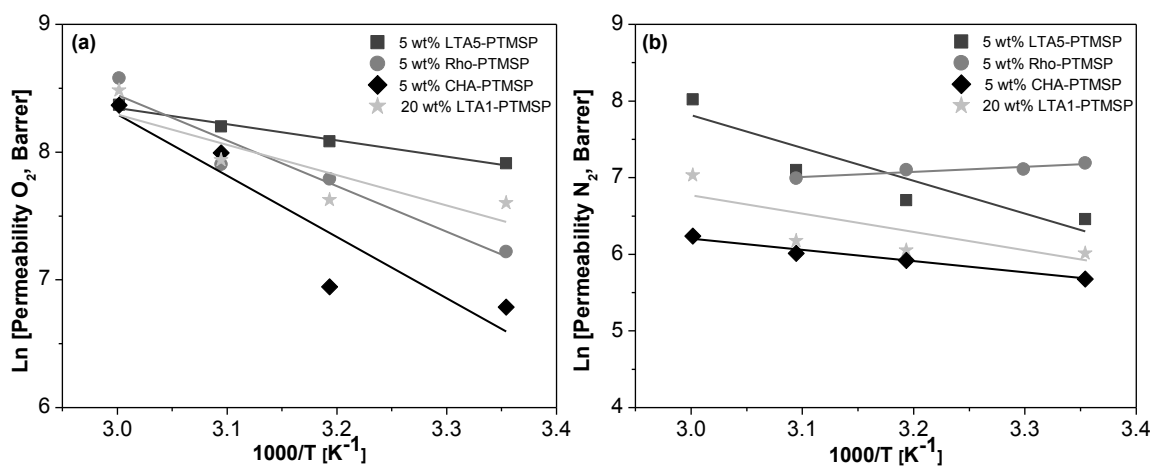 (a)
5 wt% LTA5-PTMSP
5 wt% Rho-PTMSP
5 wt% CHA-PTMSP
20 wt% LTA1-PTMSP
Ln [Permeability O2, Barrer]
9
8
7
6
3.0
3.1
3.2
3.3
3.4
1000/T [K-1]
(b)
5 wt% LTA5-PTMSP
5 wt% Rho-PTMSP
5 wt% CHA-PTMSP
20 wt% LTA1-PTMSP
Ln [Permeability N2, Barrer]
9
8
7
6
5
4
3.0
3.1
3.2
3.3
3.4
1000/T [K-1]